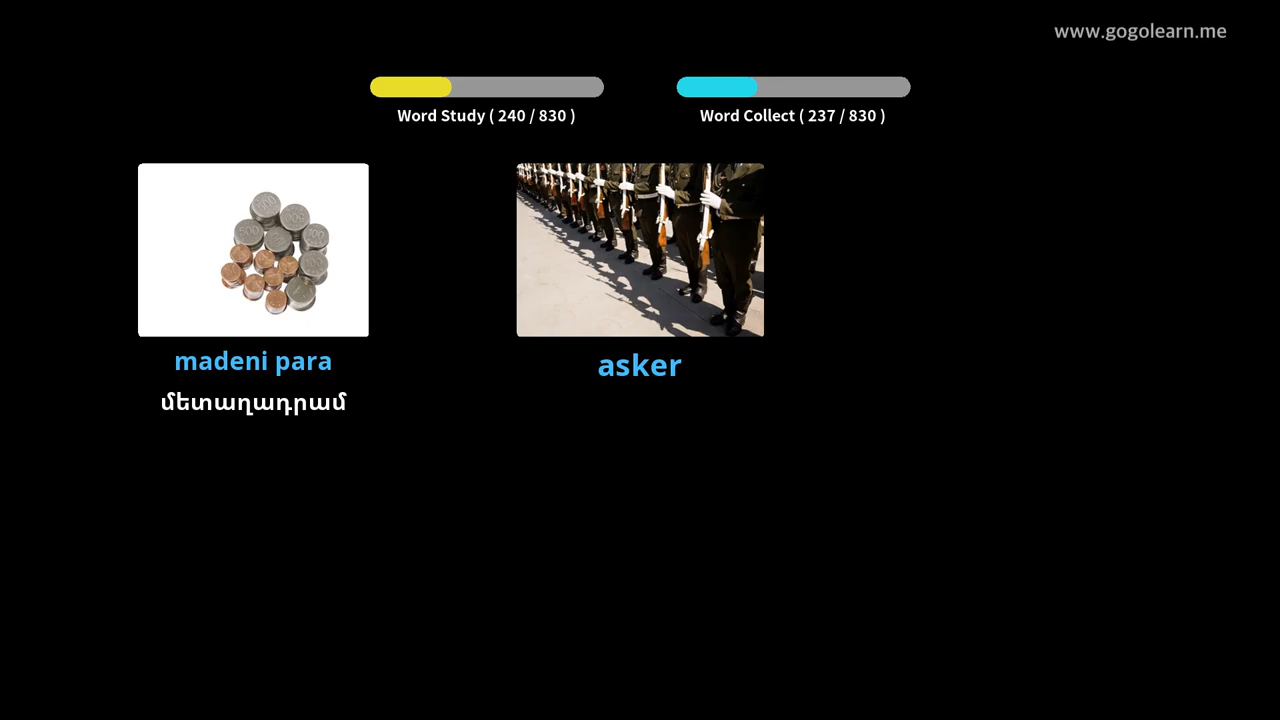 www.gogolearn.me
Word Study ( 240 / 830 )
Word Collect ( 237 / 830 )
madeni para
մետաղադրամ
asker